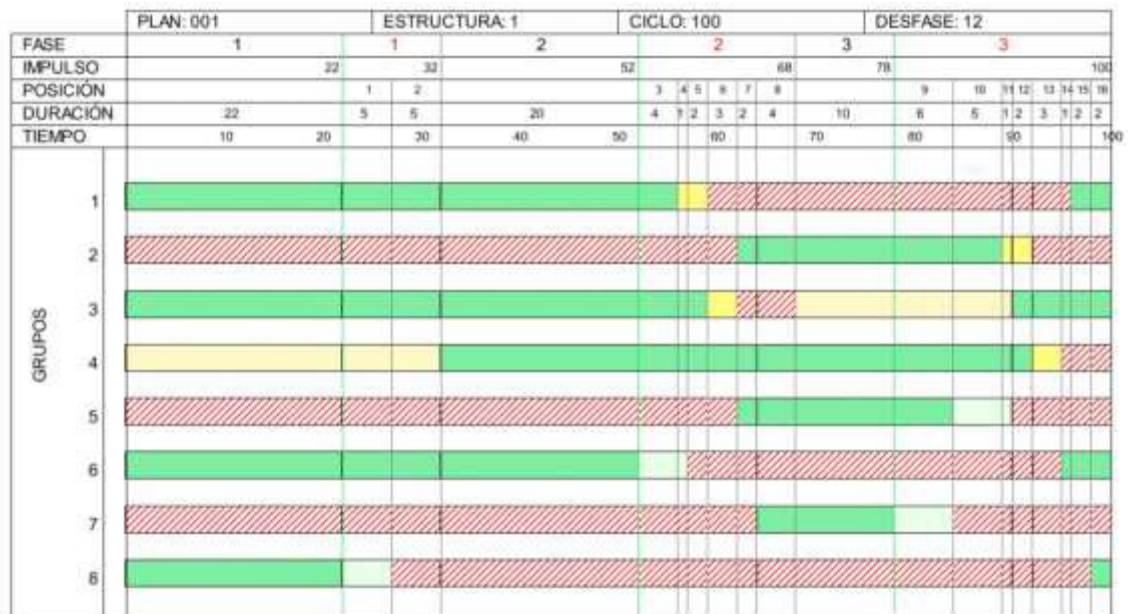 PLAN: 001 ESTRUCTURA: 1 CICLO: 100 DESFASE: 12
FASE 1 1 2 2 3 3
IMPULSO 22 32 52 68 78 100
POSICIÓN 1 2 3 4 5 6 7 8 9 10 11 12 13 14 15 16
DURACIÓN 22 5 5 20 4 1 2 3 2 4 10 6 5 1 2 3 1 2 2
TIEMPO 10 20 30 40 50 60 70 80 90 100
GRUPOS
1
2
3
4
5
6
7
8